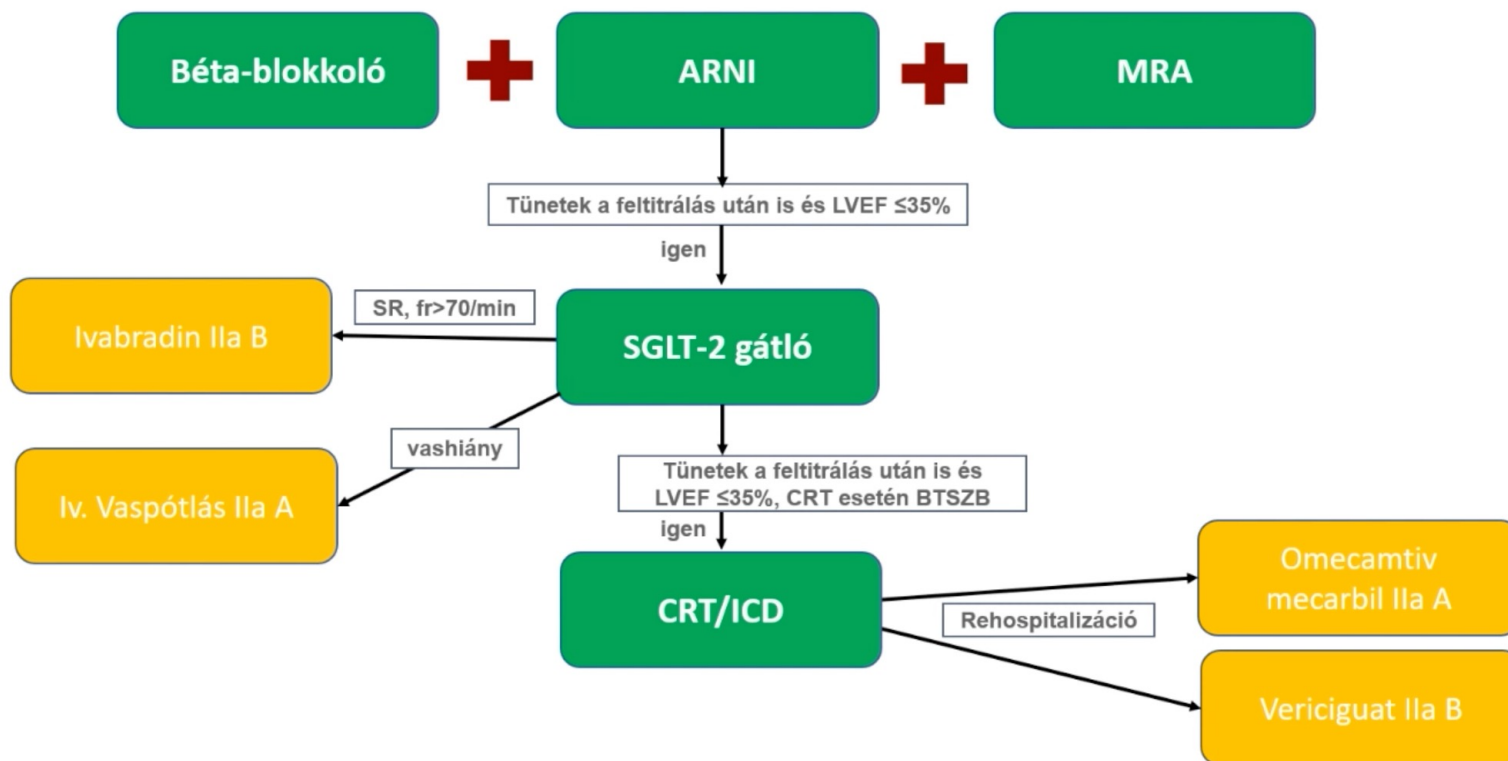 Béta-blokkoló
ARNI
MRA
Tünetek a feltitrálás után is és LVEF ≤35%
igen
SR, fr>70/min
Ivabradin IIa B
SGLT-2 gátló
vashiány
Iv. Vaspótlás IIa A
Tünetek a feltitrálás után is és
LVEF ≤35%, CRT esetén BTSZB
igen
CRT/ICD
Omecamtiv
mecarbil IIa A
Rehospitalizáció
Vericiguat IIa B